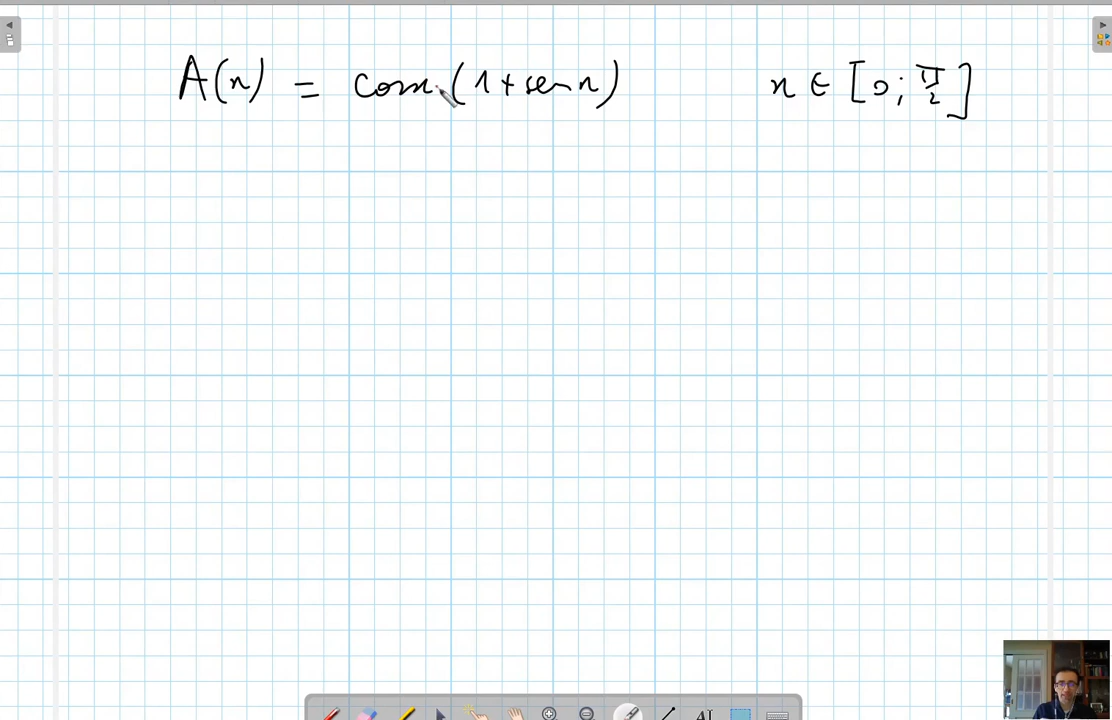 A(x) = cos x · (1 + sen x) x ∈ [0; π/2]